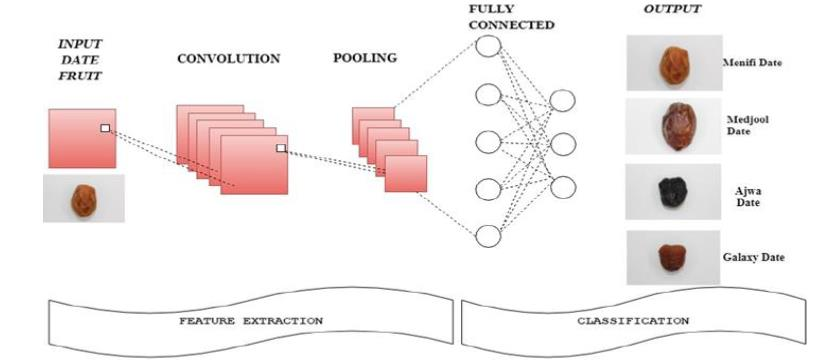 INPUT
DATE
FRUIT
CONVOLUTION
POOLING
FULLY
CONNECTED
OUTPUT
Menifi Date
Medjool
Date
Ajwa
Date
Galaxy Date
FEATURE EXTRACTION
CLASSIFICATION